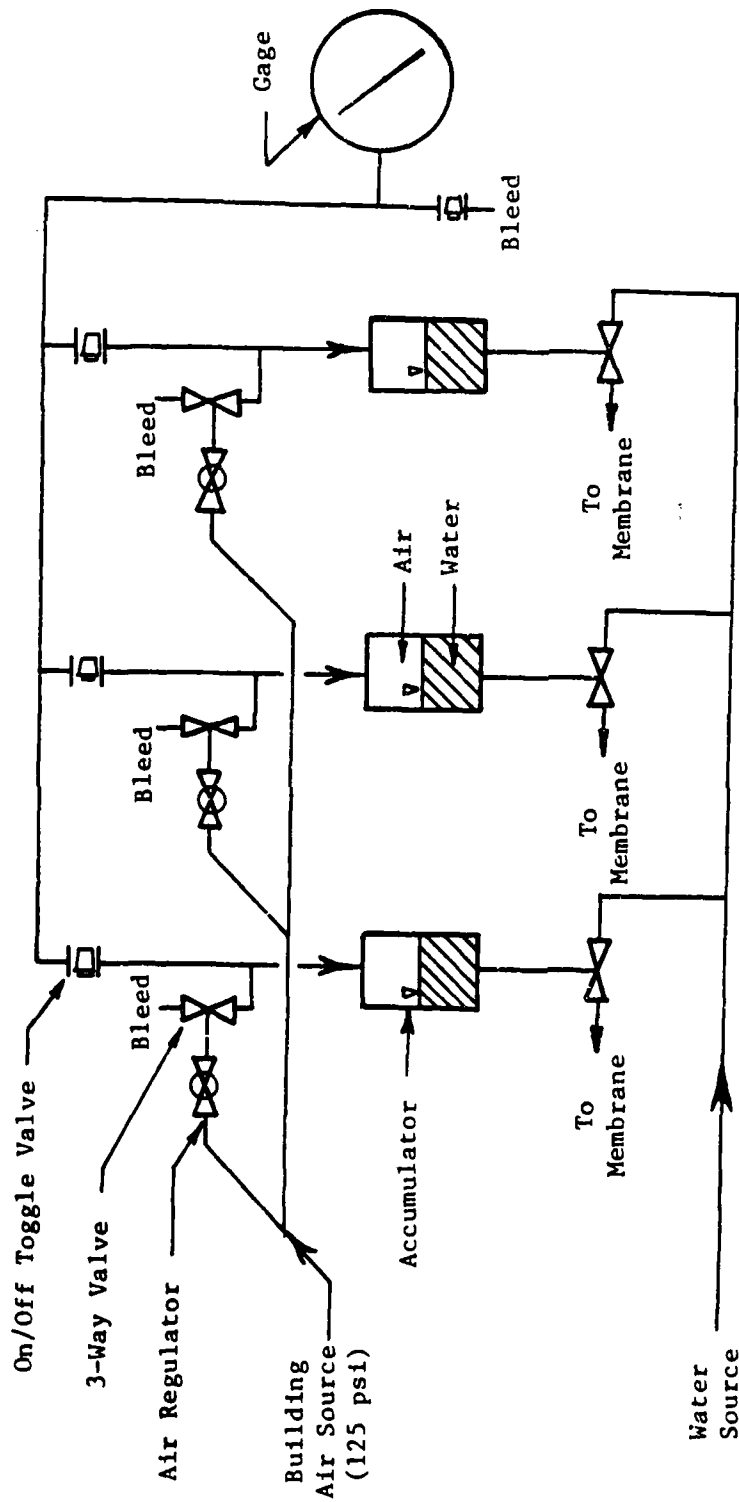 On/Off Toggle Valve
3-Way Valve
Air Regulator
Building
Air Source
(125 psi)
Water
Source
Bleed
Bleed
Bleed
Bleed
Gage
Accumulator
Air
Water
To
Membrane
To
Membrane
To
Membrane